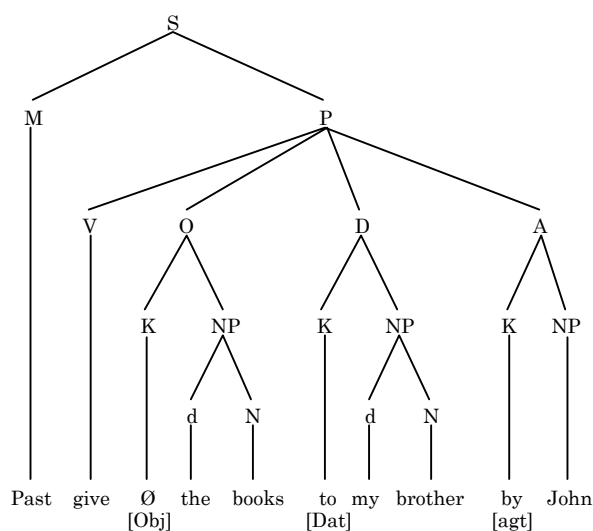 S
M P
V O D A
K NP K NP K NP
d N d N
Past give Ø the books to my brother by John
[Obj] [Dat] [agt]